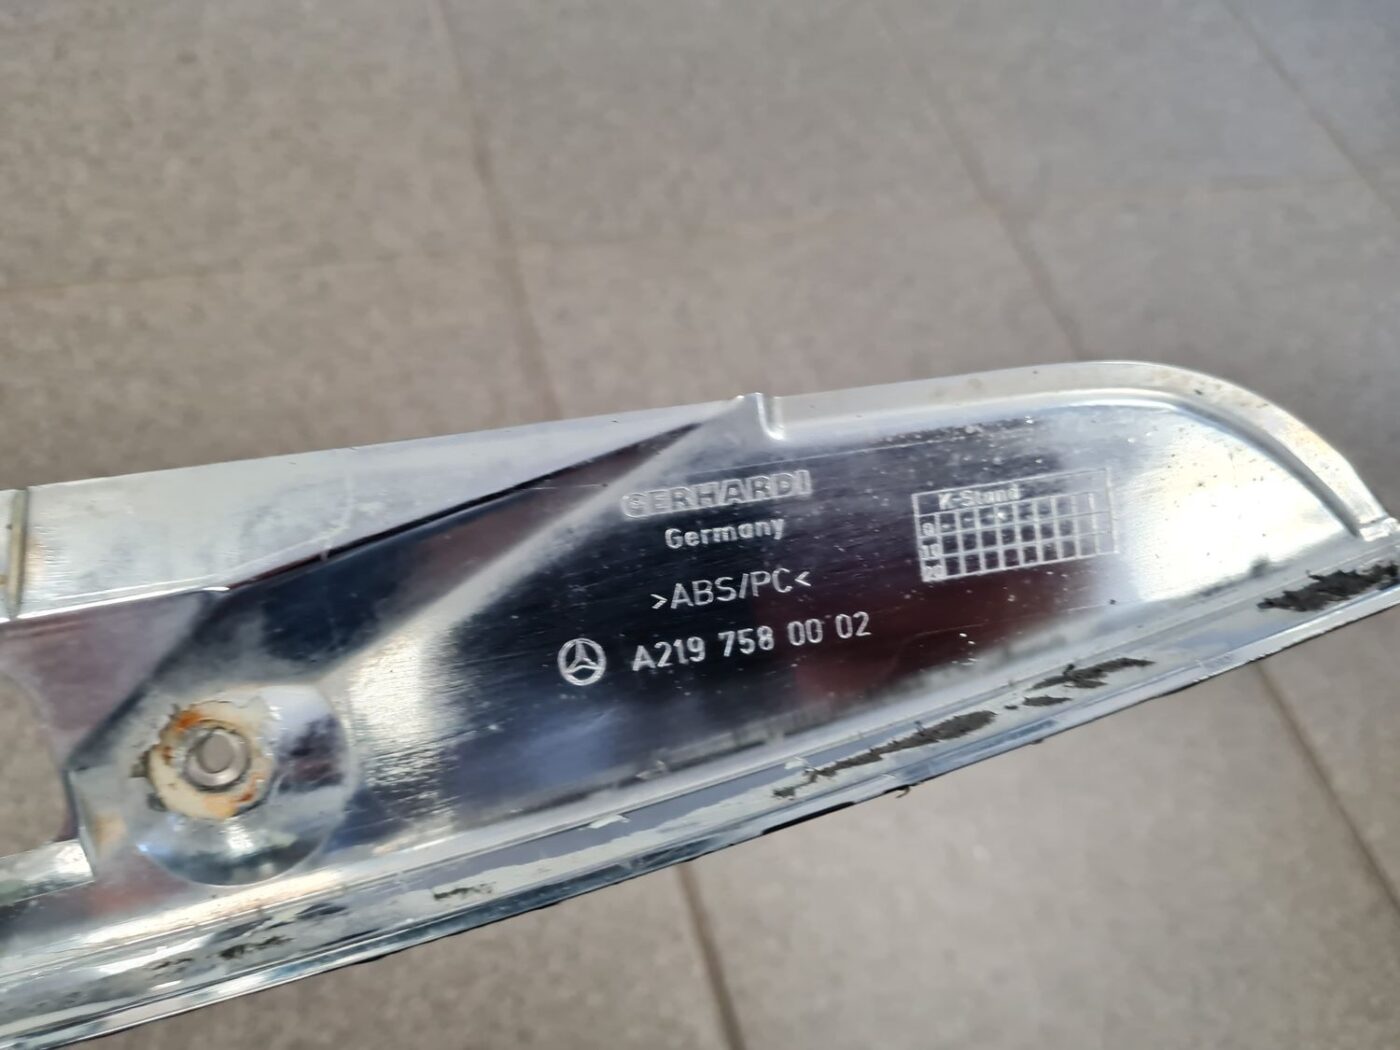 GERHARDI
Germany
>ABS/PC<
A219 758 00 02
K-Stand